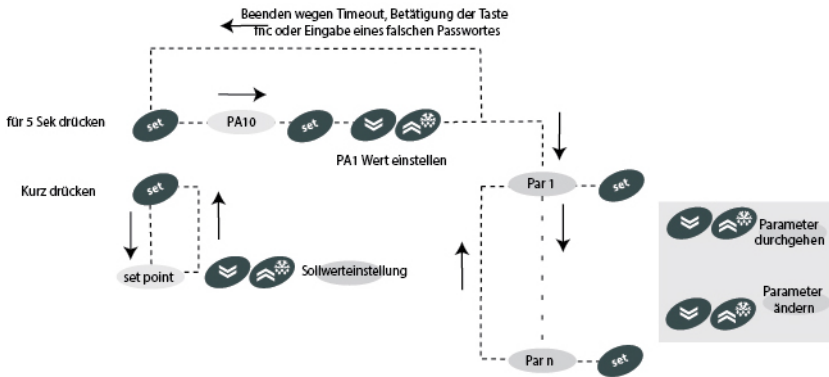 Beenden wegen Timeout, Betätigung der Taste
fnc oder Eingabe eines falschen Passwortes
für 5 Sek drücken
set
PA10
set
PA1 Wert einstellen
Kurz drücken
set
set point
Sollwerteinstellung
Par 1
set
Par n
set
Parameter
durchgehen
Parameter
ändern